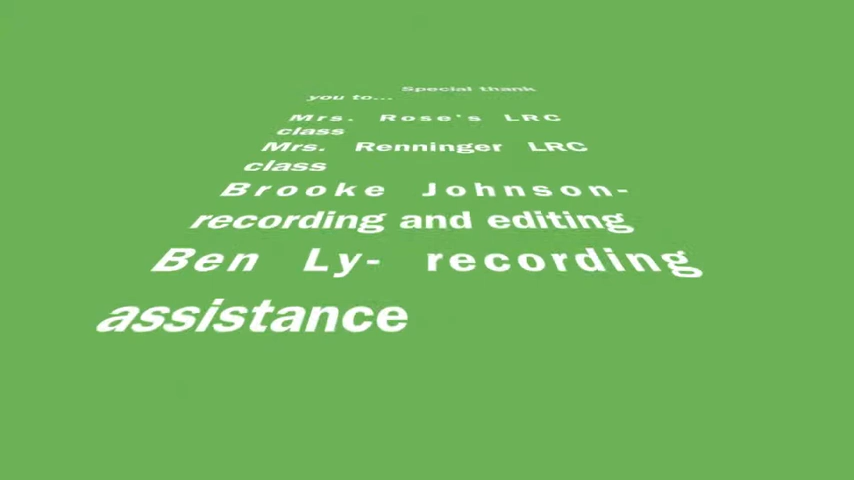 Special thank
you to...
Mrs. Rose's LRC
class
Mrs. Renninger LRC
class
Brooke Johnson-
recording and editing
Ben Ly- recording
assistance